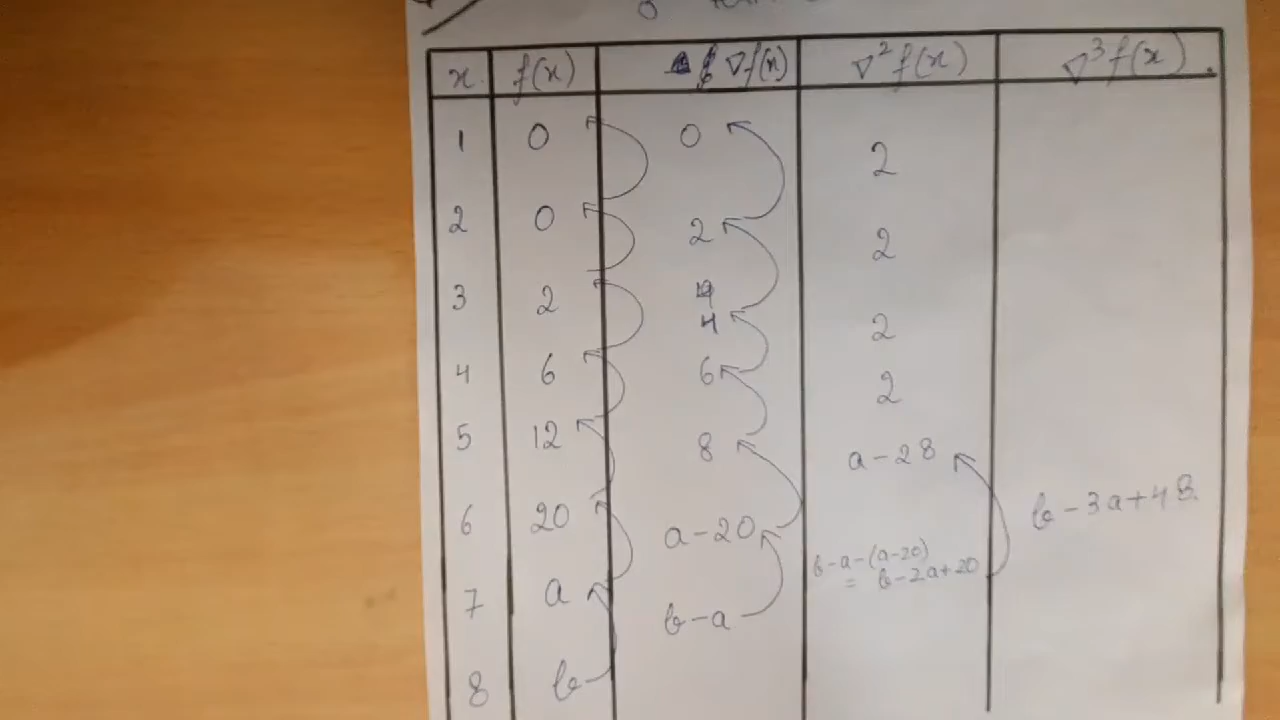 x f(x) ∇f(x) ∇²f(x) ∇³f(x)
1 0 0 2
2 0 2 2
3 2 4 2
4 6 6 2
5 12 8 a-28
6 20 a-20 b-a-(a-20) = b-2a+20 b-3a+48
7 a b-a
8 b